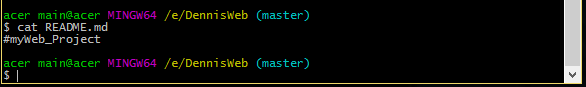 acer main@acer MINGW64 /e/DennisWeb (master)
$ cat README.md
#myWeb_Project
acer main@acer MINGW64 /e/DennisWeb (master)
$